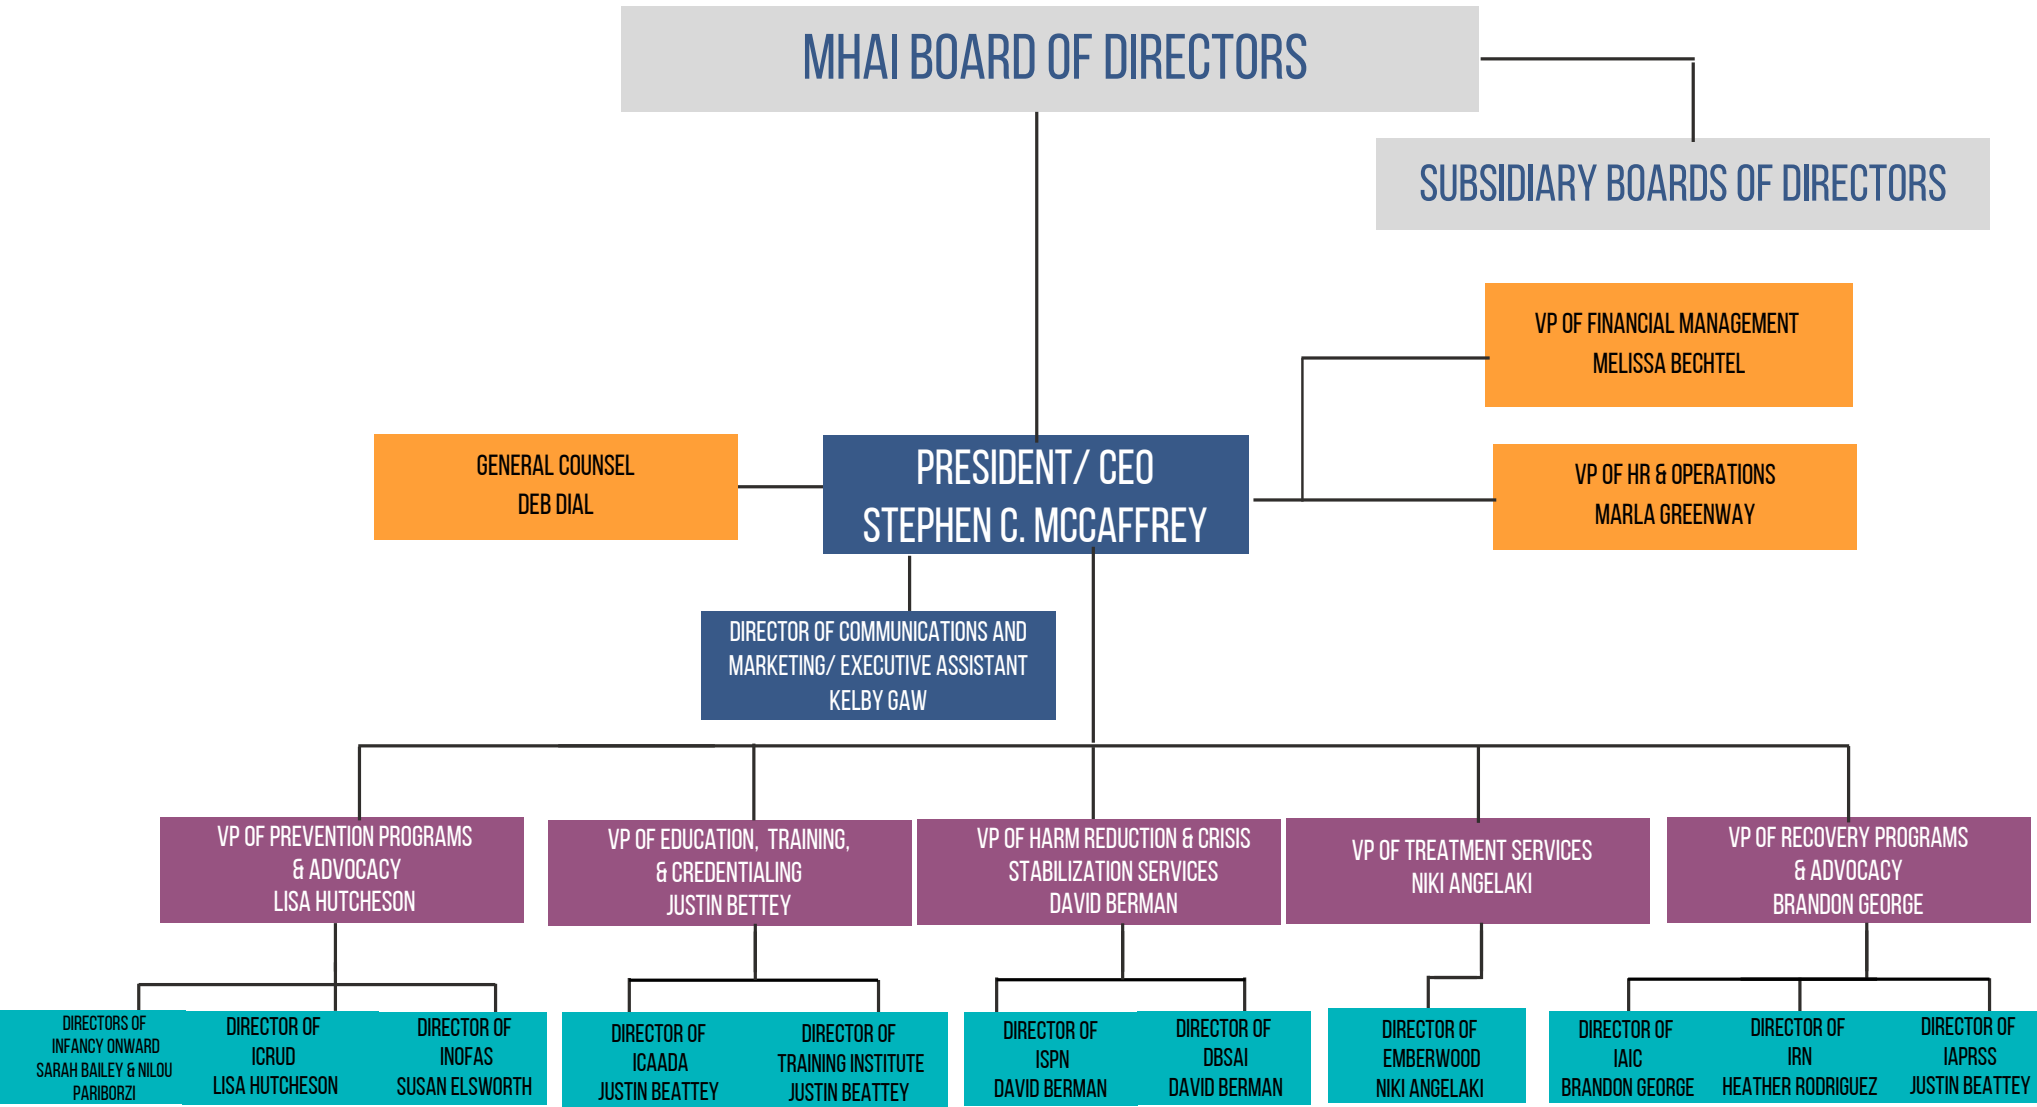 MHAI BOARD OF DIRECTORS
SUBSIDIARY BOARDS OF DIRECTORS
VP OF FINANCIAL MANAGEMENT
MELISSA BECHTEL
GENERAL COUNSEL
DEB DIAL
PRESIDENT/ CEO
STEPHEN C. MCCAFFREY
VP OF HR & OPERATIONS
MARLA GREENWAY
DIRECTOR OF COMMUNICATIONS AND
MARKETING/ EXECUTIVE ASSISTANT
KELBY GAW
VP OF PREVENTION PROGRAMS
& ADVOCACY
LISA HUTCHESON
VP OF EDUCATION, TRAINING,
& CREDENTIALING
JUSTIN BETTEY
VP OF HARM REDUCTION & CRISIS
STABILIZATION SERVICES
DAVID BERMAN
VP OF TREATMENT SERVICES
NIKI ANGELAKI
VP OF RECOVERY PROGRAMS
& ADVOCACY
BRANDON GEORGE
DIRECTORS OF
INFANCY ONWARD
SARAH BAILEY & NILOU
PARIBORZI
DIRECTOR OF
ICRUD
LISA HUTCHESON
DIRECTOR OF
INOFAS
SUSAN ELSWORTH
DIRECTOR OF
ICAADA
JUSTIN BEATTEY
DIRECTOR OF
TRAINING INSTITUTE
JUSTIN BEATTEY
DIRECTOR OF
ISPN
DAVID BERMAN
DIRECTOR OF
DBSAI
DAVID BERMAN
DIRECTOR OF
EMBERWOOD
NIKI ANGELAKI
DIRECTOR OF
IAIC
BRANDON GEORGE
DIRECTOR OF
IRN
HEATHER RODRIGUEZ
DIRECTOR OF
IAPRSS
JUSTIN BEATTEY